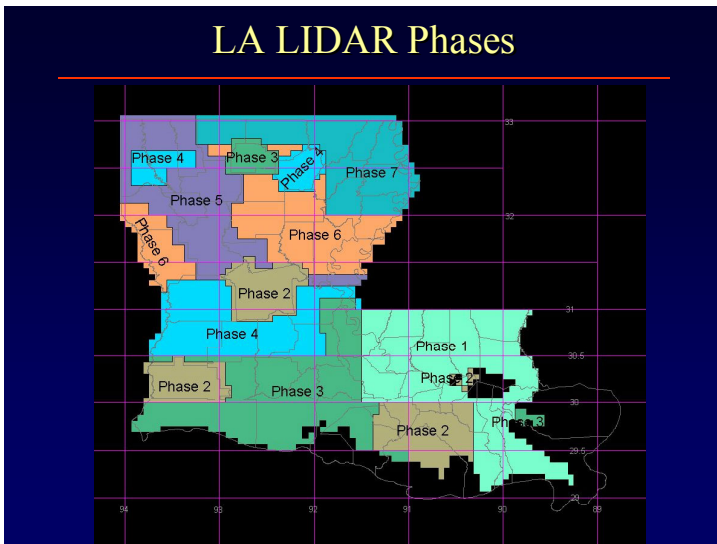 LA LIDAR Phases
33
Phase 4
Phase 3
Phase 4
Phase 7
Phase 5
32
Phase 6
Phase 6
Phase 2
31
Phase 4
Phase 1
30.5
Phase 2
Phase 2
Phase 3
30
Phase 2
Phase 3
29.5
29
94
93
92
91
90
89